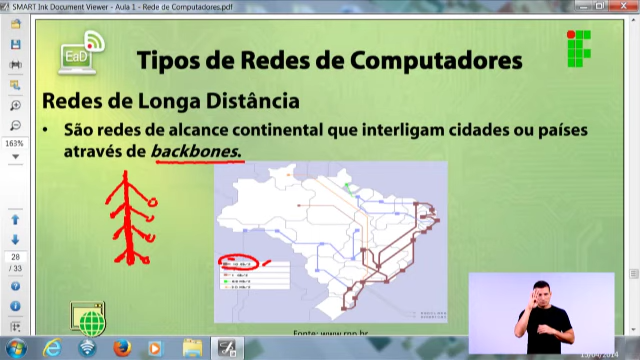 SMART Ink Document Viewer - Aula 1 - Rede de Computadores.pdf
EaD
Tipos de Redes de Computadores
Redes de Longa Distância
• São redes de alcance continental que interligam cidades ou países
através de backbones.
163%
28
/ 33
Fonte: www.rnp.br